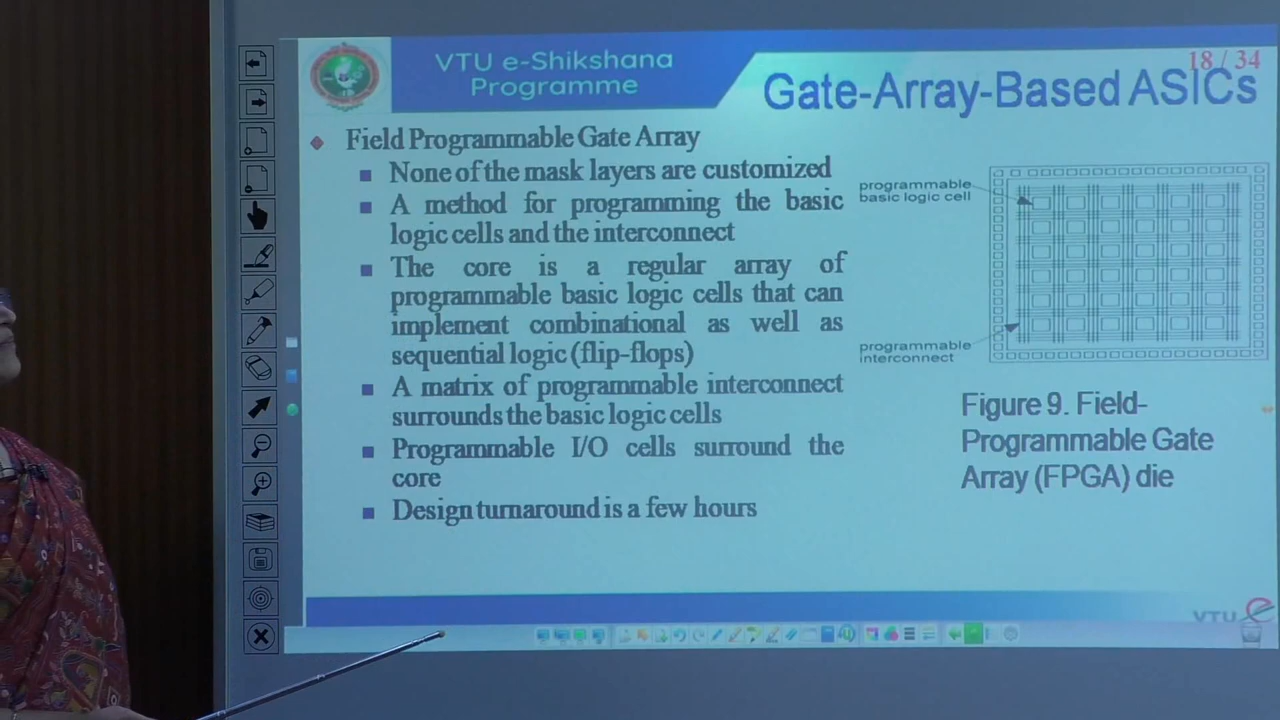 VTU e-Shikshana
Programme
18 / 34
Gate-Array-Based ASICs
Field Programmable Gate Array
None of the mask layers are customized
A method for programming the basic
logic cells and the interconnect
The core is a regular array of
programmable basic logic cells that can
implement combinational as well as
sequential logic (flip-flops)
A matrix of programmable interconnect
surrounds the basic logic cells
Programmable I/O cells surround the
core
Design turnaround is a few hours
programmable
basic logic cell
programmable
interconnect
Figure 9. Field-
Programmable Gate
Array (FPGA) die
VTU e